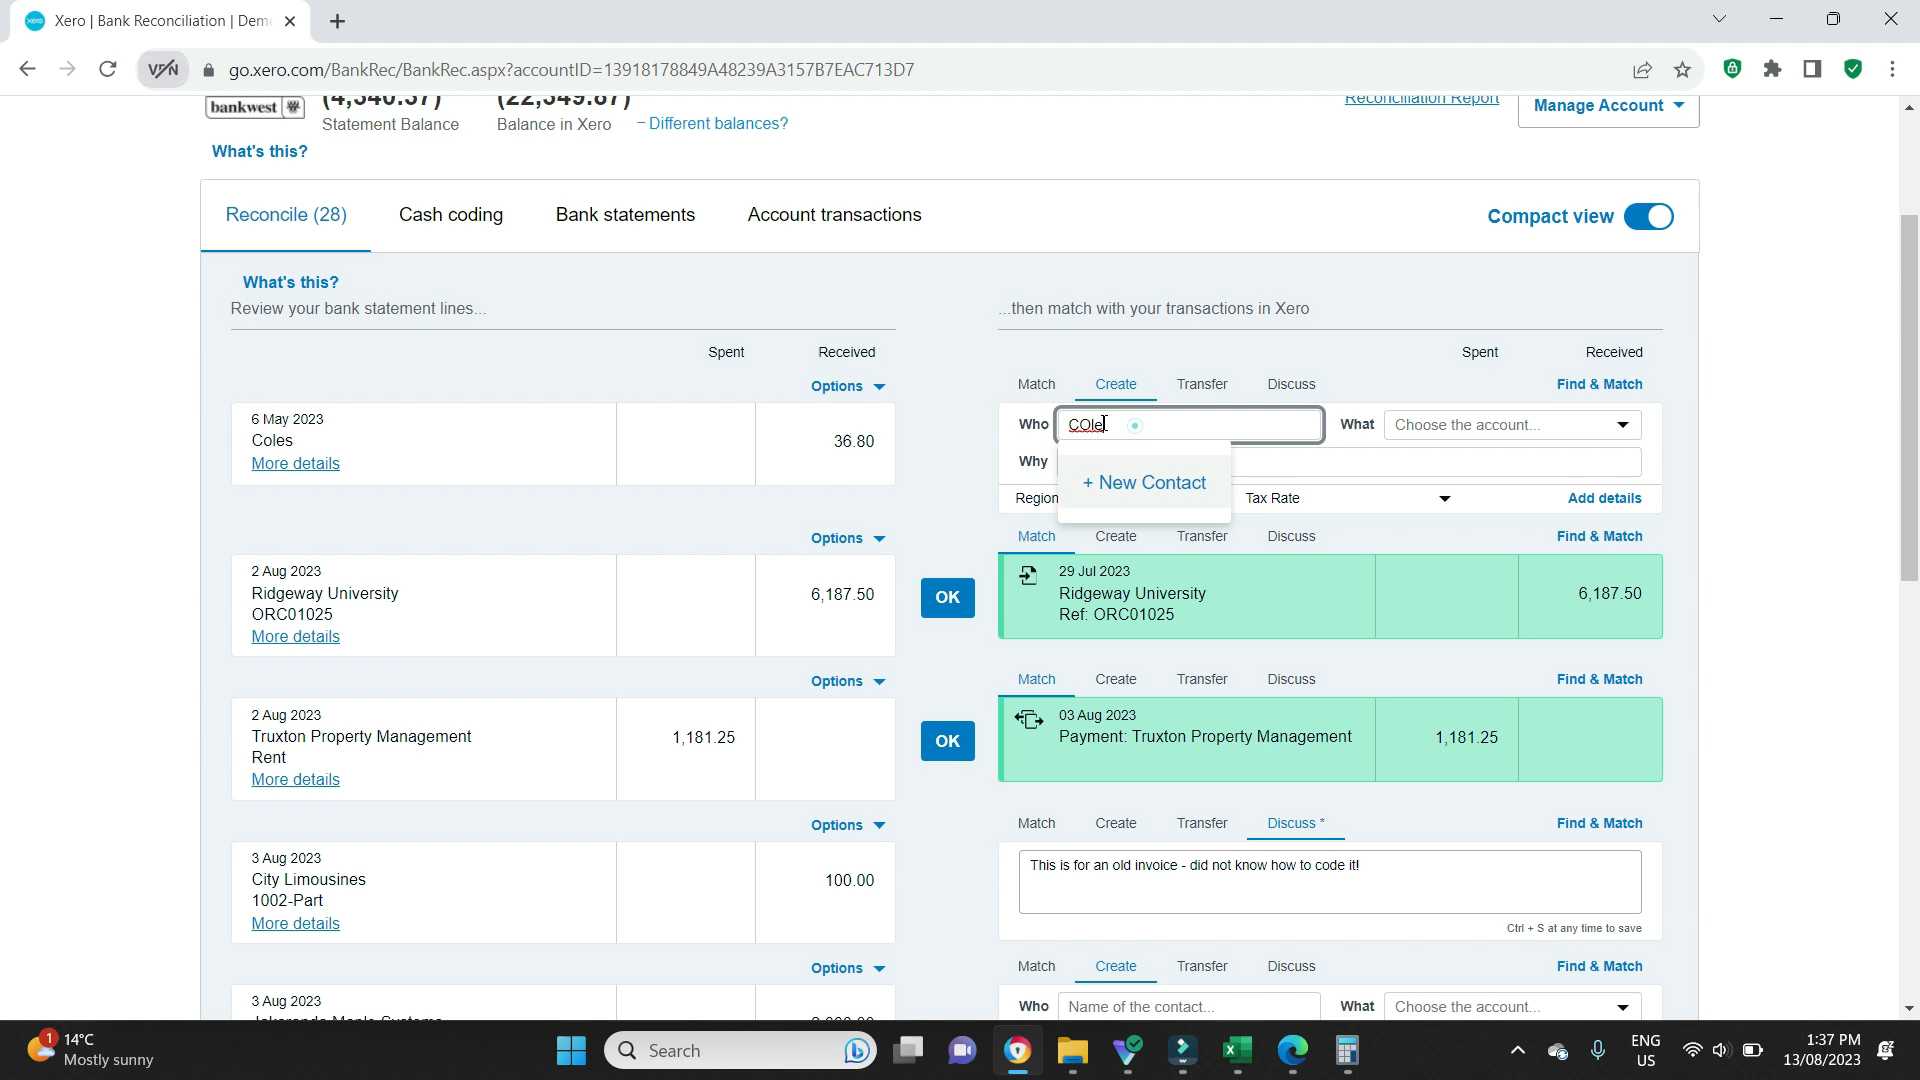 Xero | Bank Reconciliation | Demo
go.xero.com/BankRec/BankRec.aspx?accountID=13918178849A48239A3157B7EAC713D7
bankwest (4,540.37) (22,549.87) Reconciliation Report Manage Account
Statement Balance Balance in Xero - Different balances?
What's this?
Reconcile (28) Cash coding Bank statements Account transactions Compact view
What's this?
Review your bank statement lines... ...then match with your transactions in Xero
Spent Received Spent Received
Options Match Create Transfer Discuss Find & Match
6 May 2023
Coles 36.80
More details
Who COle What Choose the account...
Why
+ New Contact
Region Tax Rate Add details
Options Match Create Transfer Discuss Find & Match
2 Aug 2023 29 Jul 2023
Ridgeway University 6,187.50 OK Ridgeway University 6,187.50
ORC01025 Ref: ORC01025
More details
Options Match Create Transfer Discuss Find & Match
2 Aug 2023 03 Aug 2023
Truxton Property Management 1,181.25 OK Payment: Truxton Property Management 1,181.25
Rent
More details
Options Match Create Transfer Discuss * Find & Match
3 Aug 2023 This is for an old invoice - did not know how to code it!
City Limousines 100.00
1002-Part
More details Ctrl + S at any time to save
Options Match Create Transfer Discuss Find & Match
3 Aug 2023 Who Name of the contact... What Choose the account...
1 14°C
Mostly sunny
Search
ENG
US
1:37 PM
13/08/2023